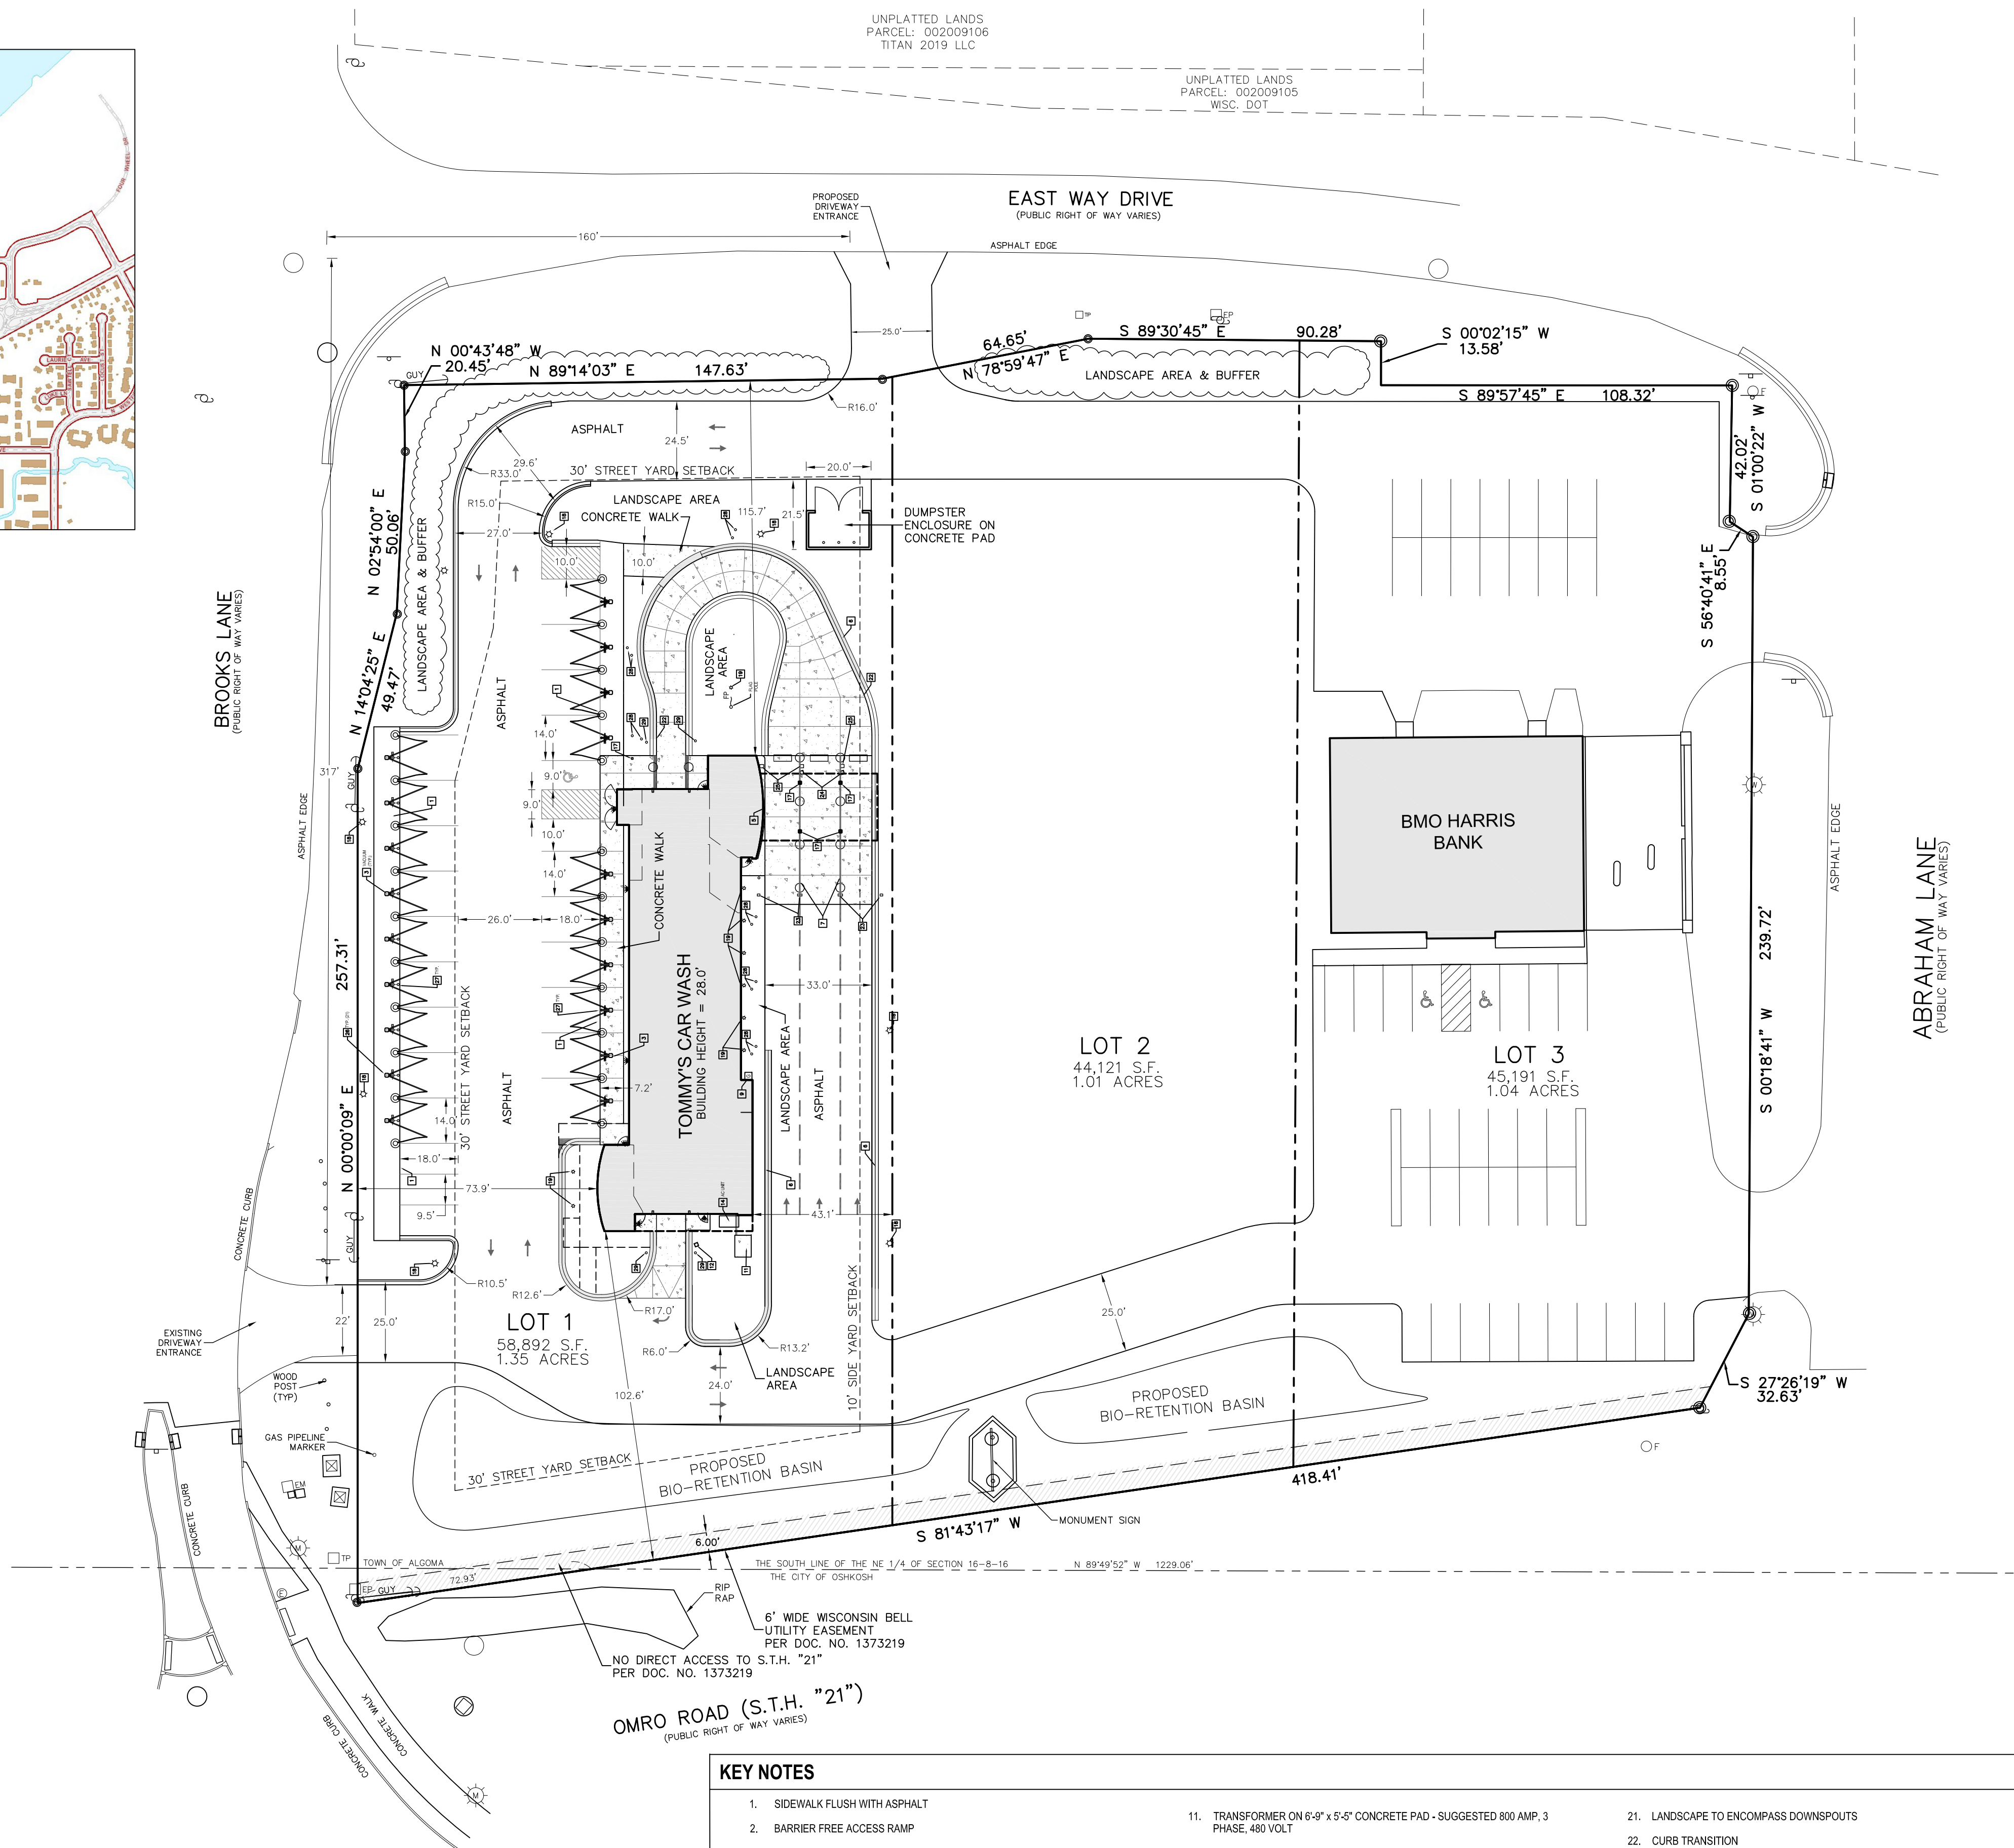 UNPLATTED LANDS
PARCEL: 002009106
TITAN 2019 LLC
UNPLATTED LANDS
PARCEL: 002009105
WISC. DOT
FOUR WHEEL RD
PROPOSED
DRIVEWAY
ENTRANCE
EAST WAY DRIVE
(PUBLIC RIGHT OF WAY VARIES)
160'
ASPHALT EDGE
25.0'
TP
EP
N 00°43'48" W
20.45'
GUY
N 89°14'03" E 147.63'
64.65'
N 78°59'47" E
S 89°30'45" E 90.28'
S 00°02'15" W
13.58'
LANDSCAPE AREA & BUFFER
S 89°57'45" E 108.32'
F
42.02'
S 01°00'22" W
R16.0'
ASPHALT
24.5'
29.6'
R33.0'
30' STREET YARD SETBACK
20.0'
R15.0'
LANDSCAPE AREA
CONCRETE WALK
115.7'
21.5'
DUMPSTER
ENCLOSURE ON
CONCRETE PAD
27.0'
10.0'
10.0'
N 02°54'00" E
50.06'
LANDSCAPE AREA & BUFFER
S 56°40'41" E
8.55'
BROOKS LANE
(PUBLIC RIGHT OF WAY VARIES)
N 14°04'25" E
49.47'
LANDSCAPE
AREA
FP
FLAG
POLE
ASPHALT
14.0'
317'
GUY
9.0'
9.0'
10.0'
14.0'
ASPHALT EDGE
BMO HARRIS
BANK
ASPHALT EDGE
ABRAHAM LANE
(PUBLIC RIGHT OF WAY VARIES)
CONCRETE WALK
26.0'
18.0'
257.31'
239.72'
S 00°18'41" W
33.0'
TOMMY'S CAR WASH
BUILDING HEIGHT = 28.0'
30' STREET YARD SETBACK
LANDSCAPE AREA
ASPHALT
ASPHALT
7.2'
LOT 2
44,121 S.F.
1.01 ACRES
LOT 3
45,191 S.F.
1.04 ACRES
N 00°00'09" E
14.0'
18.0'
73.9'
9.5'
43.1'
CONCRETE CURB
GUY
R10.5'
R12.6'
R17.0'
LOT 1
58,892 S.F.
1.35 ACRES
22'
25.0'
25.0'
R6.0'
R13.2'
LANDSCAPE
AREA
24.0'
102.6'
10' SIDE YARD SETBACK
EXISTING
DRIVEWAY
ENTRANCE
WOOD
POST
(TYP)
GAS PIPELINE
MARKER
EM
S 27°26'19" W
32.63'
PROPOSED
BIO-RETENTION BASIN
F
30' STREET YARD SETBACK
PROPOSED
BIO-RETENTION BASIN
418.41'
MONUMENT SIGN
S 81°43'17" W
6.00'
CONCRETE CURB
M
TP
TOWN OF ALGOMA
THE SOUTH LINE OF THE NE 1/4 OF SECTION 16-8-16 N 89°49'52" W 1229.06'
THE CITY OF OSHKOSH
EP
GUY
72.93'
RIP
RAP
6' WIDE WISCONSIN BELL
UTILITY EASEMENT
PER DOC. NO. 1373219
NO DIRECT ACCESS TO S.T.H. "21"
PER DOC. NO. 1373219
OMRO ROAD (S.T.H. "21")
(PUBLIC RIGHT OF WAY VARIES)
CONCRETE WALK
CONCRETE CURB
M
KEY NOTES
1. SIDEWALK FLUSH WITH ASPHALT
2. BARRIER FREE ACCESS RAMP
11. TRANSFORMER ON 6'-9" x 5'-5" CONCRETE PAD - SUGGESTED 800 AMP, 3
PHASE, 480 VOLT
21. LANDSCAPE TO ENCOMPASS DOWNSPOUTS
22. CURB TRANSITION